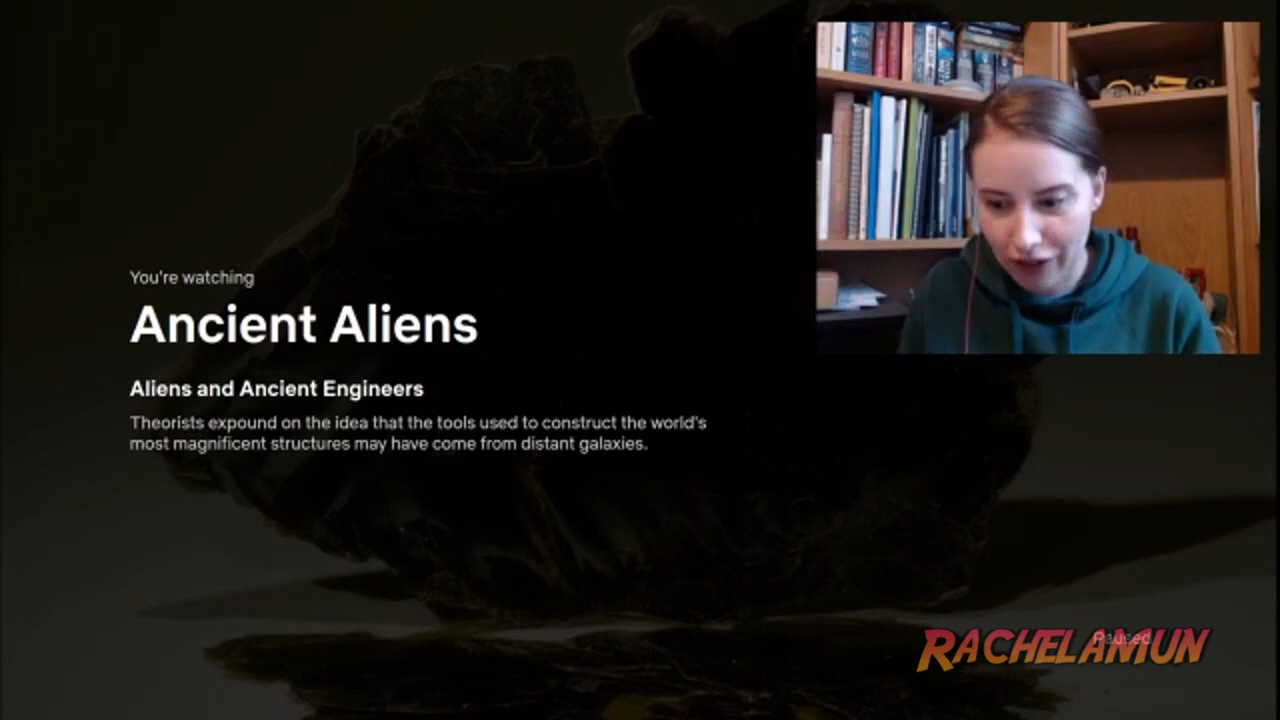 You're watching
Ancient Aliens
Aliens and Ancient Engineers
Theorists expound on the idea that the tools used to construct the world's
most magnificent structures may have come from distant galaxies.
Paused
RACHELAMUN